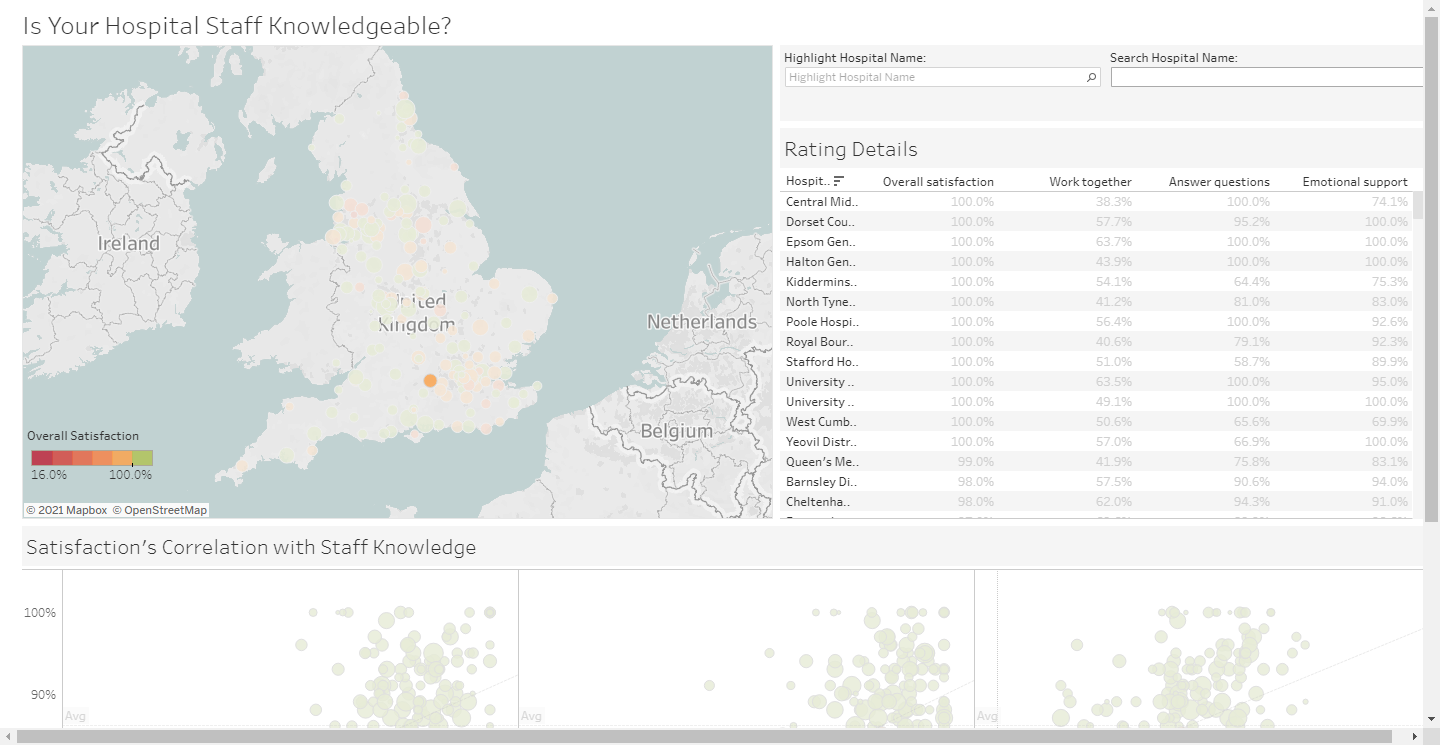 Is Your Hospital Staff Knowledgeable?
Ireland
United
Kingdom
Netherlands
Belgium
Overall Satisfaction
16.0% 100.0%
© 2021 Mapbox © OpenStreetMap
Highlight Hospital Name: Search Hospital Name:
Highlight Hospital Name
Rating Details
Hospit.. Overall satisfaction Work together Answer questions Emotional support
Central Mid.. 100.0% 38.3% 100.0% 74.1%
Dorset Cou.. 100.0% 57.7% 95.2% 100.0%
Epsom Gen.. 100.0% 63.7% 100.0% 100.0%
Halton Gen.. 100.0% 43.9% 100.0% 100.0%
Kiddermins.. 100.0% 54.1% 64.4% 75.3%
North Tyne.. 100.0% 41.2% 81.0% 83.0%
Poole Hospi.. 100.0% 56.4% 100.0% 92.6%
Royal Bour.. 100.0% 40.6% 79.1% 92.3%
Stafford Ho.. 100.0% 51.0% 58.7% 89.9%
University .. 100.0% 63.5% 100.0% 95.0%
University .. 100.0% 49.1% 100.0% 100.0%
West Cumb.. 100.0% 50.6% 65.6% 69.9%
Yeovil Distr.. 100.0% 57.0% 66.9% 100.0%
Queen's Me.. 99.0% 41.9% 75.8% 83.1%
Barnsley Di.. 98.0% 57.5% 90.6% 94.0%
Cheltenha.. 98.0% 62.0% 94.3% 91.0%
Satisfaction's Correlation with Staff Knowledge
100%
90%
Avg Avg Avg